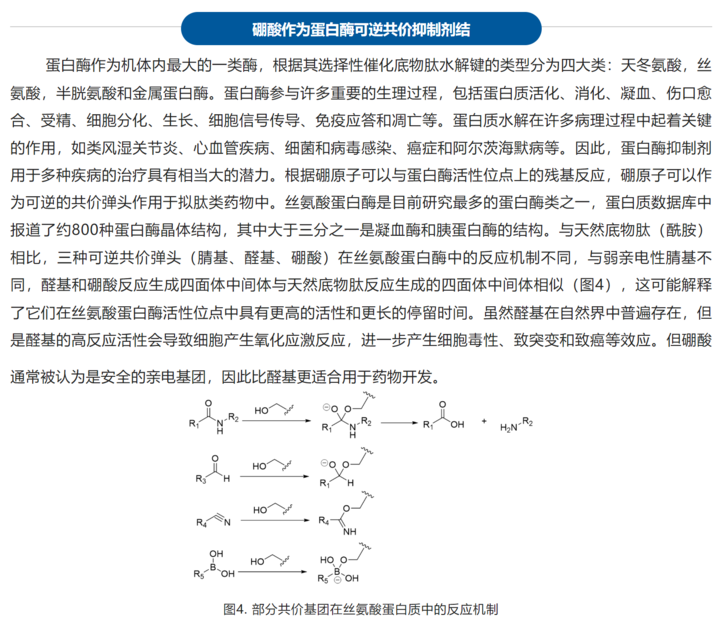 硼酸作为蛋白酶可逆共价抑制剂结
蛋白酶作为机体内最大的一类酶，根据其选择性催化底物肽水解键的类型分为四大类：天冬氨酸，丝
氨酸，半胱氨酸和金属蛋白酶。蛋白酶参与许多重要的生理过程，包括蛋白质活化、消化、凝血、伤口愈
合、受精、细胞分化、生长、细胞信号传导、免疫应答和凋亡等。蛋白质水解在许多病理过程中起着关键
的作用，如类风湿关节炎、心血管疾病、细菌和病毒感染、癌症和阿尔茨海默病等。因此，蛋白酶抑制剂
用于多种疾病的治疗具有相当大的潜力。根据硼原子可以与蛋白酶活性位点上的残基反应，硼原子可以作
为可逆的共价弹头作用于拟肽类药物中。丝氨酸蛋白酶是目前研究最多的蛋白酶类之一，蛋白质数据库中
报道了约800种蛋白酶晶体结构，其中大于三分之一是凝血酶和胰蛋白酶的结构。与天然底物肽（酰胺）
相比，三种可逆共价弹头（腈基、醛基、硼酸）在丝氨酸蛋白酶中的反应机制不同，与弱亲电性腈基不
同，醛基和硼酸反应生成四面体中间体与天然底物肽反应生成的四面体中间体相似（图4），这可能解释
了它们在丝氨酸蛋白酶活性位点中具有更高的活性和更长的停留时间。虽然醛基在自然界中普遍存在，但
是醛基的高反应活性会导致细胞产生氧化应激反应，进一步产生细胞毒性、致突变和致癌等效应。但硼酸
通常被认为是安全的亲电基团，因此比醛基更适合用于药物开发。
R1 O N H R2 HO R1 O O N H R2 R1 O OH + H2N R2
R3 O H HO R1 O O H
R4 N HO R4 O NH
R5 B OH OH HO R5 HO B O OH
图4. 部分共价基团在丝氨酸蛋白质中的反应机制